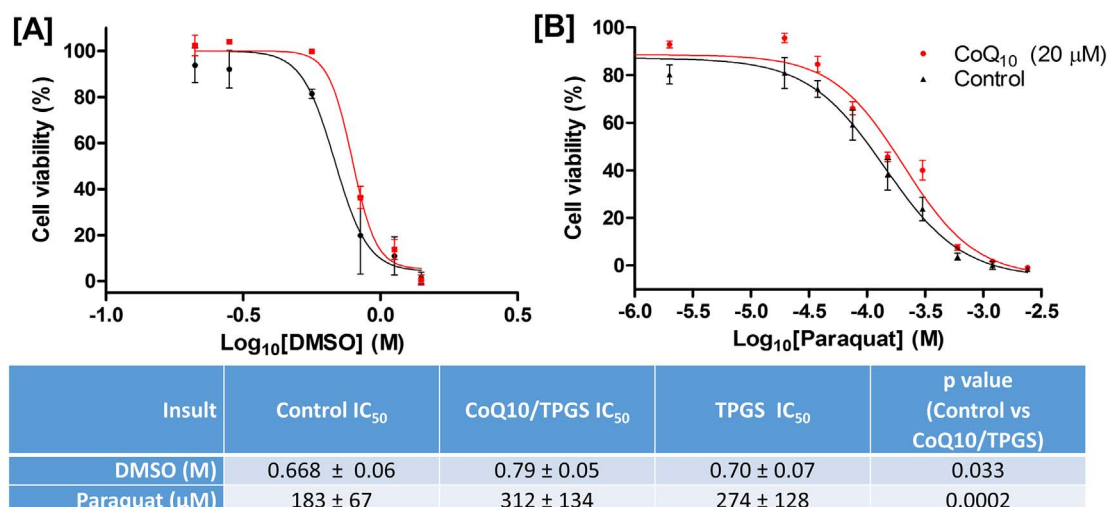 [A]
100
80
60
40
20
0
Cell viability (%)
-1.0 -0.5 0.0 0.5
Log10[DMSO] (M)
[B]
100
80
60
40
20
0
Cell viability (%)
-6.0 -5.5 -5.0 -4.5 -4.0 -3.5 -3.0 -2.5
Log10[Paraquat] (M)
CoQ10 (20 μM)
Control
Insult Control IC50 CoQ10/TPGS IC50 TPGS IC50 p value
(Control vs
CoQ10/TPGS)
DMSO (M) 0.668 ± 0.06 0.79 ± 0.05 0.70 ± 0.07 0.033
Paraquat (μM) 183 ± 67 312 ± 134 274 ± 128 0.0002